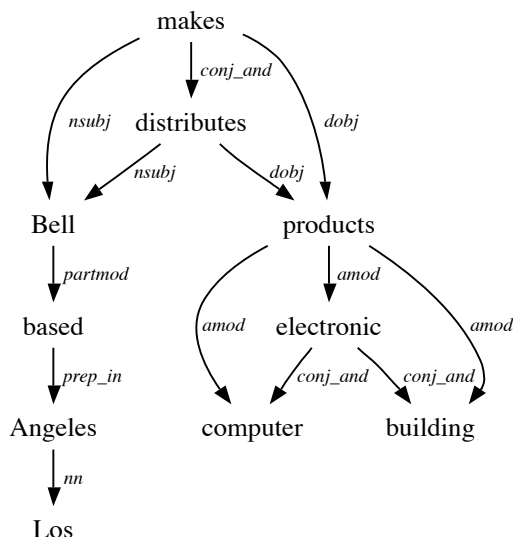 makes
conj_and
nsubj distributes dobj
nsubj dobj
Bell products
partmod amod
based amod electronic amod
prep_in conj_and conj_and
Angeles computer building
nn
Los